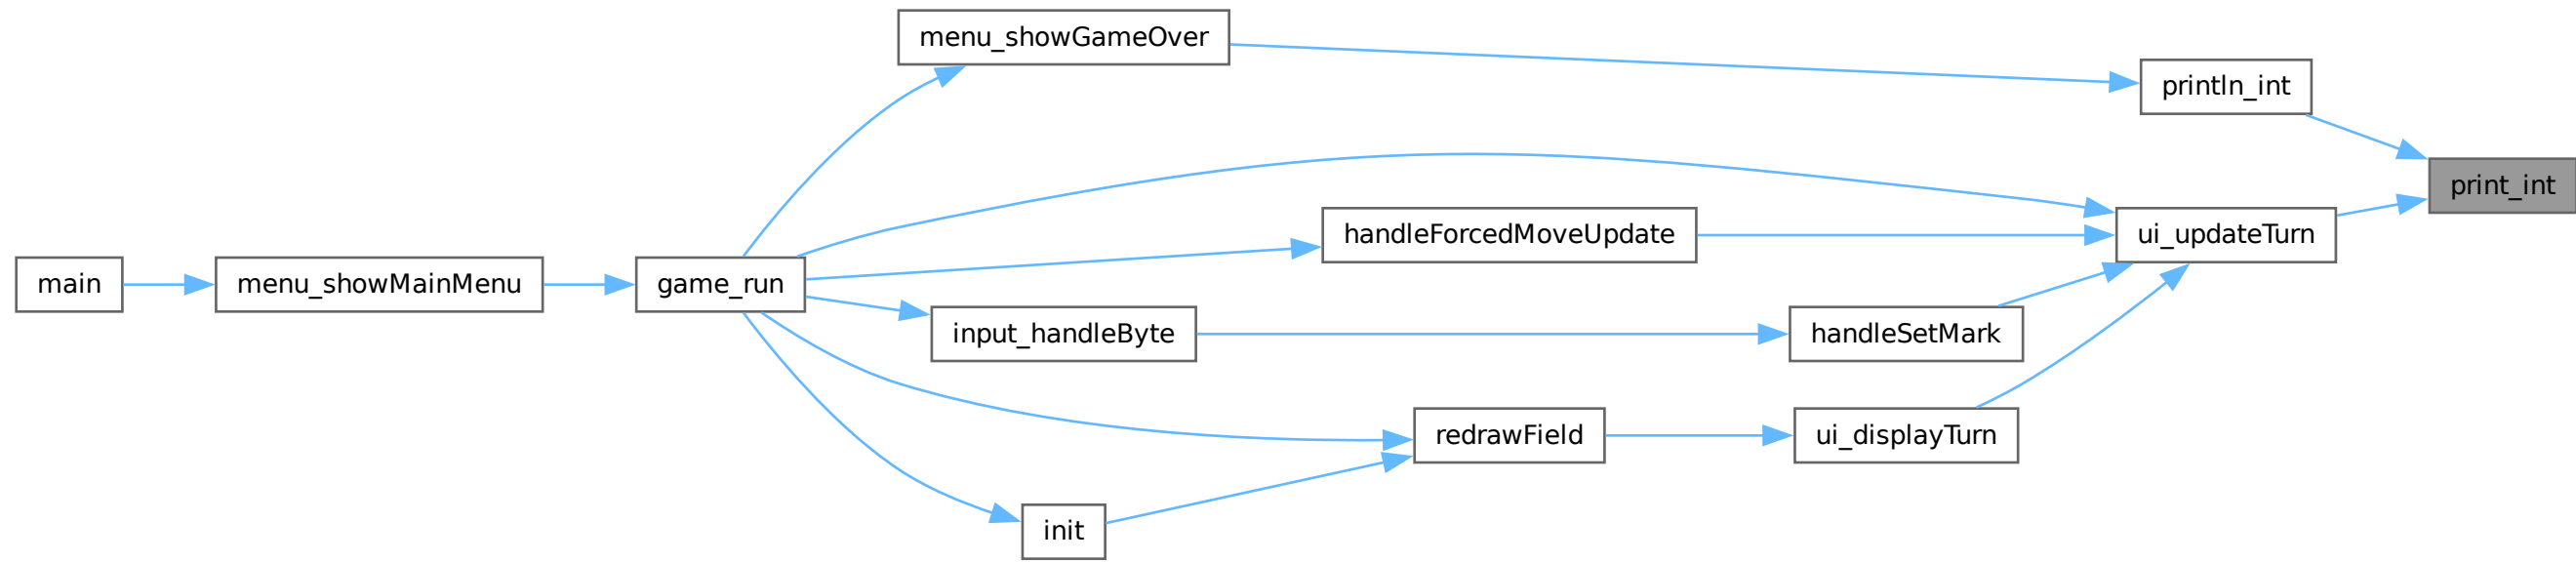 menu_showGameOver
println_int
print_int
handleForcedMoveUpdate
ui_updateTurn
main
menu_showMainMenu
game_run
input_handleByte
handleSetMark
redrawField
ui_displayTurn
init